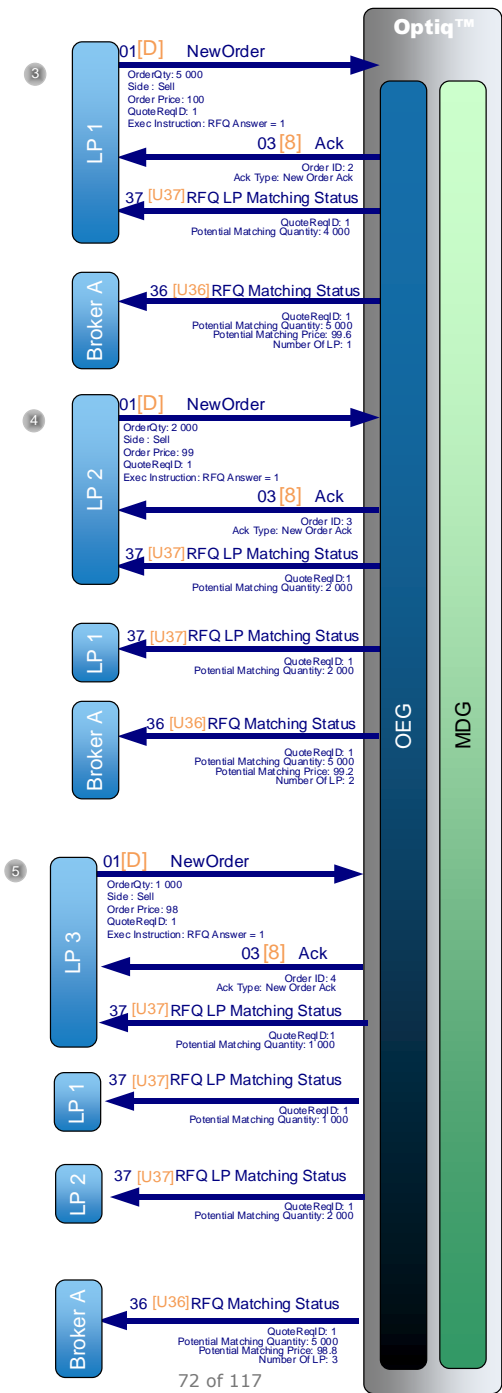 Optiq™
OEG
MDG
3
LP 1
01[D] NewOrder
OrderQty: 5 000
Side : Sell
Order Price: 100
QuoteReqID: 1
Exec Instruction: RFQ Answer = 1
03 [8] Ack
Order ID: 2
Ack Type: New Order Ack
37 [U37]RFQ LP Matching Status
QuoteReqID: 1
Potential Matching Quantity: 4 000
Broker A
36 [U36]RFQ Matching Status
QuoteReqID: 1
Potential Matching Quantity: 5 000
Potential Matching Price: 99.6
Number Of LP: 1
4
LP 2
01[D] NewOrder
OrderQty: 2 000
Side : Sell
Order Price: 99
QuoteReqID: 1
Exec Instruction: RFQ Answer = 1
03 [8] Ack
Order ID: 3
Ack Type: New Order Ack
37 [U37]RFQ LP Matching Status
QuoteReqID:1
Potential Matching Quantity: 2 000
LP 1
37 [U37]RFQ LP Matching Status
QuoteReqID: 1
Potential Matching Quantity: 2 000
Broker A
36 [U36]RFQ Matching Status
QuoteReqID: 1
Potential Matching Quantity: 5 000
Potential Matching Price: 99.2
Number Of LP: 2
5
LP 3
01[D] NewOrder
OrderQty: 1 000
Side : Sell
Order Price: 98
QuoteReqID: 1
Exec Instruction: RFQ Answer = 1
03 [8] Ack
Order ID: 4
Ack Type: New Order Ack
37 [U37]RFQ LP Matching Status
QuoteReqID:1
Potential Matching Quantity: 1 000
LP 1
37 [U37]RFQ LP Matching Status
QuoteReqID: 1
Potential Matching Quantity: 1 000
LP 2
37 [U37]RFQ LP Matching Status
QuoteReqID: 1
Potential Matching Quantity: 2 000
Broker A
36 [U36]RFQ Matching Status
QuoteReqID: 1
Potential Matching Quantity: 5 000
Potential Matching Price: 98.8
Number Of LP: 3
72 of 117